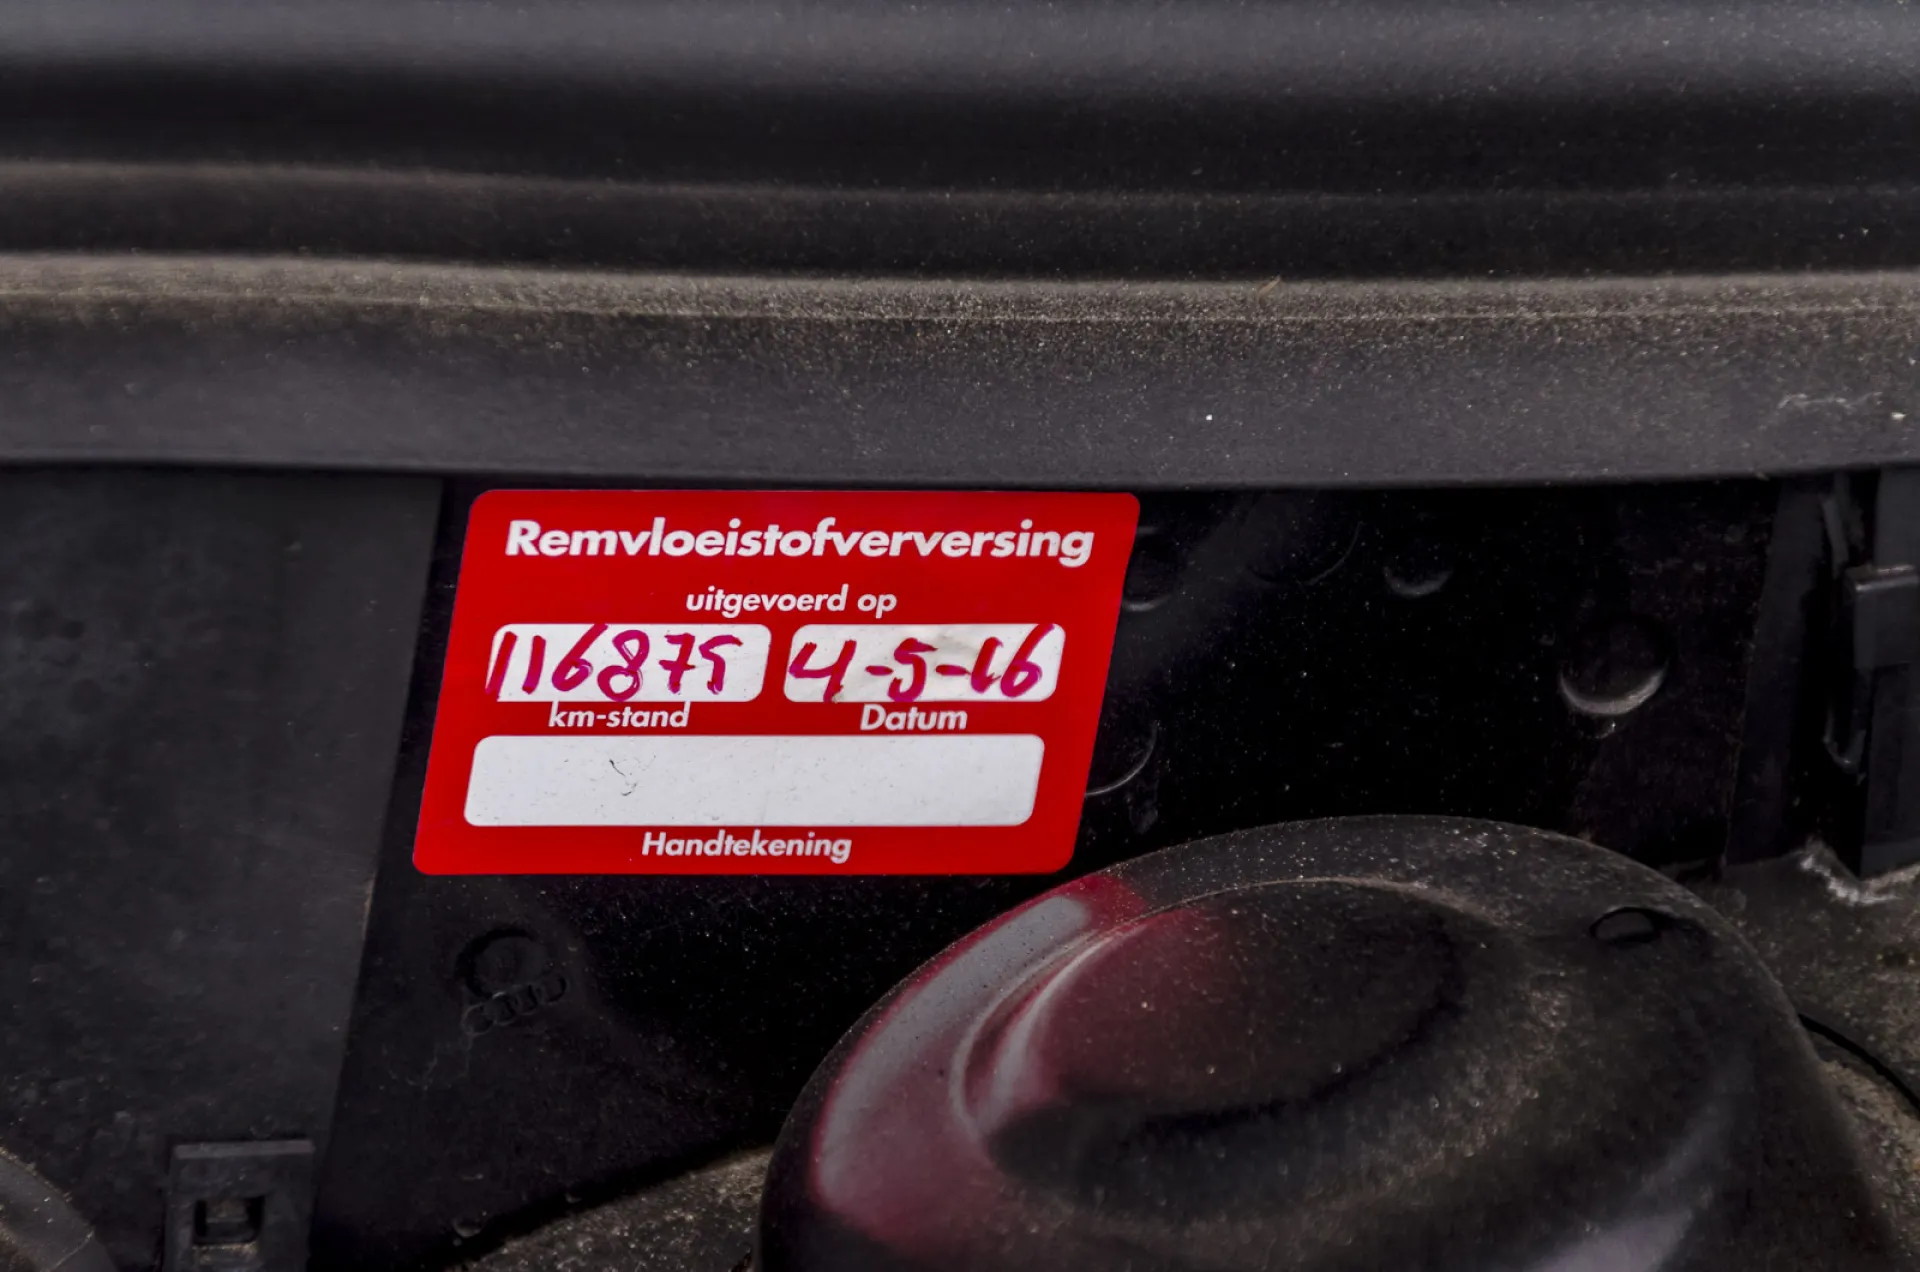 Remvloeistofverversing
uitgevoerd op
116875 4-5-16
km-stand Datum
Handtekening